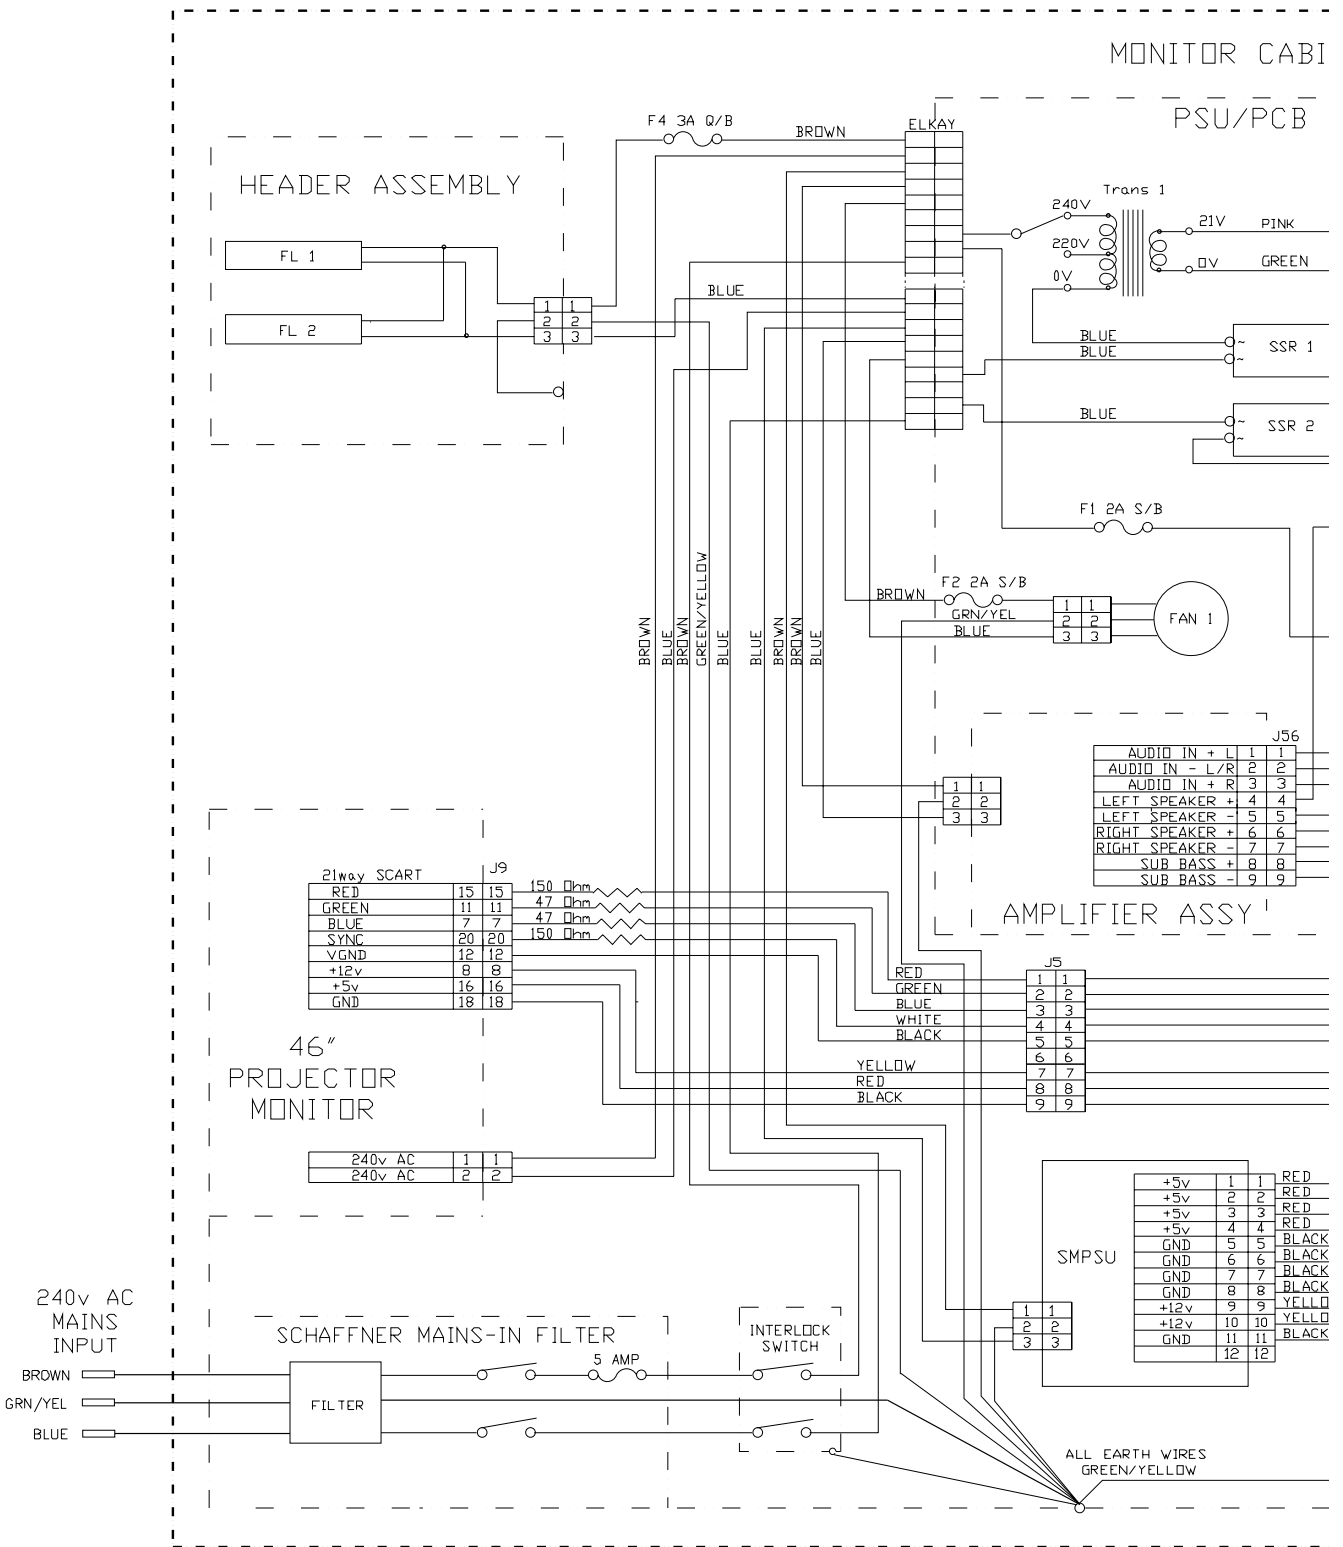 MONITOR CABI
PSU/PCB
F4 3A Q/B
BROWN
ELKAY
HEADER ASSEMBLY
Trans 1
240V
21V
PINK
220V
0V
GREEN
0V
FL 1
BLUE
FL 2
1 1
2 2
3 3
BLUE
BLUE
SSR 1
BLUE
SSR 2
~
~
~
~
F1 2A S/B
F2 2A S/B
BROWN
GRN/YEL
BLUE
1 1
2 2
3 3
FAN 1
BROWN
BLUE
BROWN
GREEN/YELLOW
BLUE
BLUE
BROWN
BROWN
BLUE
J56
AUDIO IN + L 1 1
AUDIO IN - L/R 2 2
AUDIO IN + R 3 3
LEFT SPEAKER + 4 4
LEFT SPEAKER - 5 5
RIGHT SPEAKER + 6 6
RIGHT SPEAKER - 7 7
SUB BASS + 8 8
SUB BASS - 9 9
1 1
2 2
3 3
AMPLIFIER ASSY
21way SCART
J9
RED 15 15 150 Ohm
GREEN 11 11 47 Ohm
BLUE 7 7 47 Ohm
SYNC 20 20 150 Ohm
VGND 12 12
+12v 8 8
+5v 16 16
GND 18 18
J5
RED 1 1
GREEN 2 2
BLUE 3 3
WHITE 4 4
BLACK 5 5
6 6
YELLOW 7 7
RED 8 8
BLACK 9 9
46"
PROJECTOR
MONITOR
240v AC 1 1
240v AC 2 2
SMPSU
+5v 1 1 RED
+5v 2 2 RED
+5v 3 3 RED
+5v 4 4 RED
GND 5 5 BLACK
GND 6 6 BLACK
GND 7 7 BLACK
GND 8 8 BLACK
+12v 9 9 YELLO
+12v 10 10 YELLO
GND 11 11 BLACK
12 12
1 1
2 2
3 3
240v AC
MAINS
INPUT
SCHAFFNER MAINS-IN FILTER
INTERLOCK
SWITCH
5 AMP
BROWN
GRN/YEL
BLUE
FILTER
ALL EARTH WIRES
GREEN/YELLOW